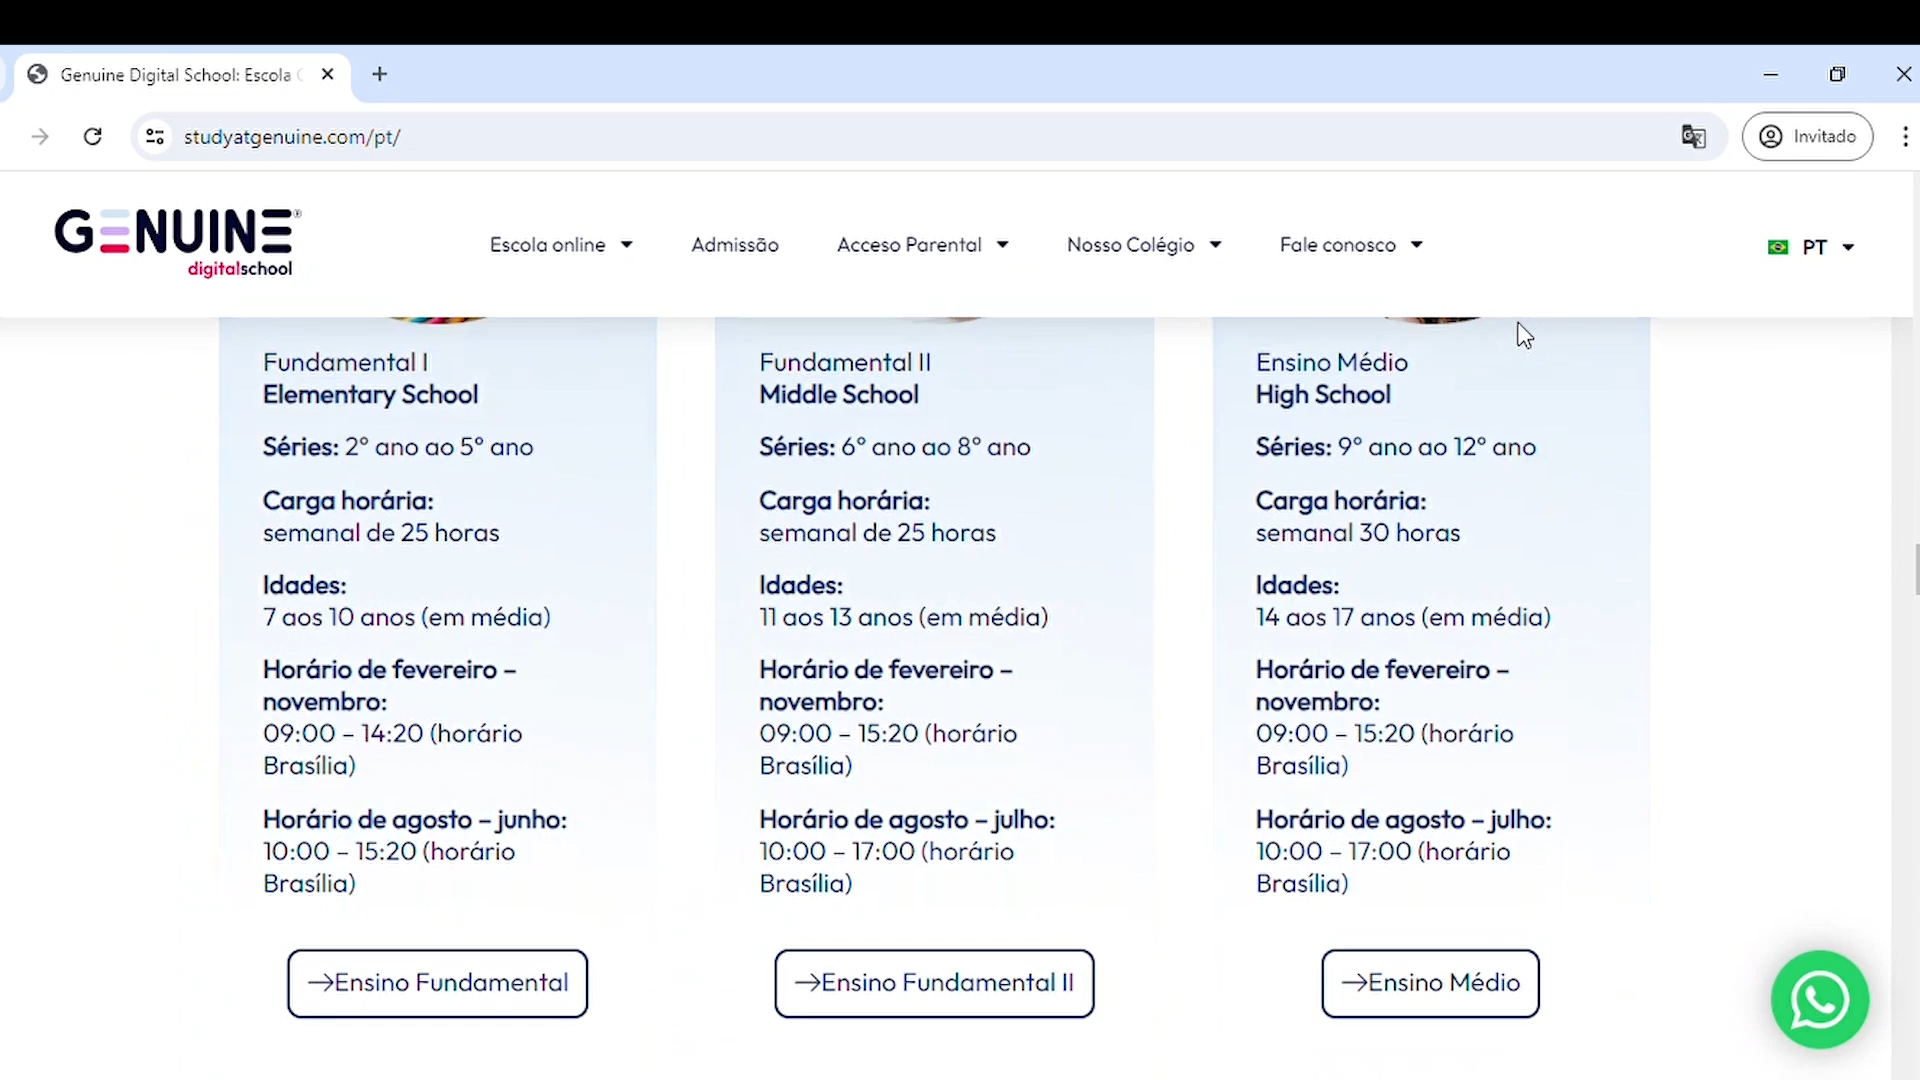 Genuine Digital School: Escola
studyatgenuine.com/pt/
Invitado
GENUINE®
digitalschool
Escola online
Admissão
Acceso Parental
Nosso Colégio
Fale conosco
PT
Fundamental I
Elementary School
Séries: 2° ano ao 5° ano
Carga horária:
semanal de 25 horas
Idades:
7 aos 10 anos (em média)
Horário de fevereiro –
novembro:
09:00 – 14:20 (horário
Brasília)
Horário de agosto – junho:
10:00 – 15:20 (horário
Brasília)
→Ensino Fundamental
Fundamental II
Middle School
Séries: 6° ano ao 8° ano
Carga horária:
semanal de 25 horas
Idades:
11 aos 13 anos (em média)
Horário de fevereiro –
novembro:
09:00 – 15:20 (horário
Brasília)
Horário de agosto – julho:
10:00 – 17:00 (horário
Brasília)
→Ensino Fundamental II
Ensino Médio
High School
Séries: 9° ano ao 12° ano
Carga horária:
semanal 30 horas
Idades:
14 aos 17 anos (em média)
Horário de fevereiro –
novembro:
09:00 – 15:20 (horário
Brasília)
Horário de agosto – julho:
10:00 – 17:00 (horário
Brasília)
→Ensino Médio